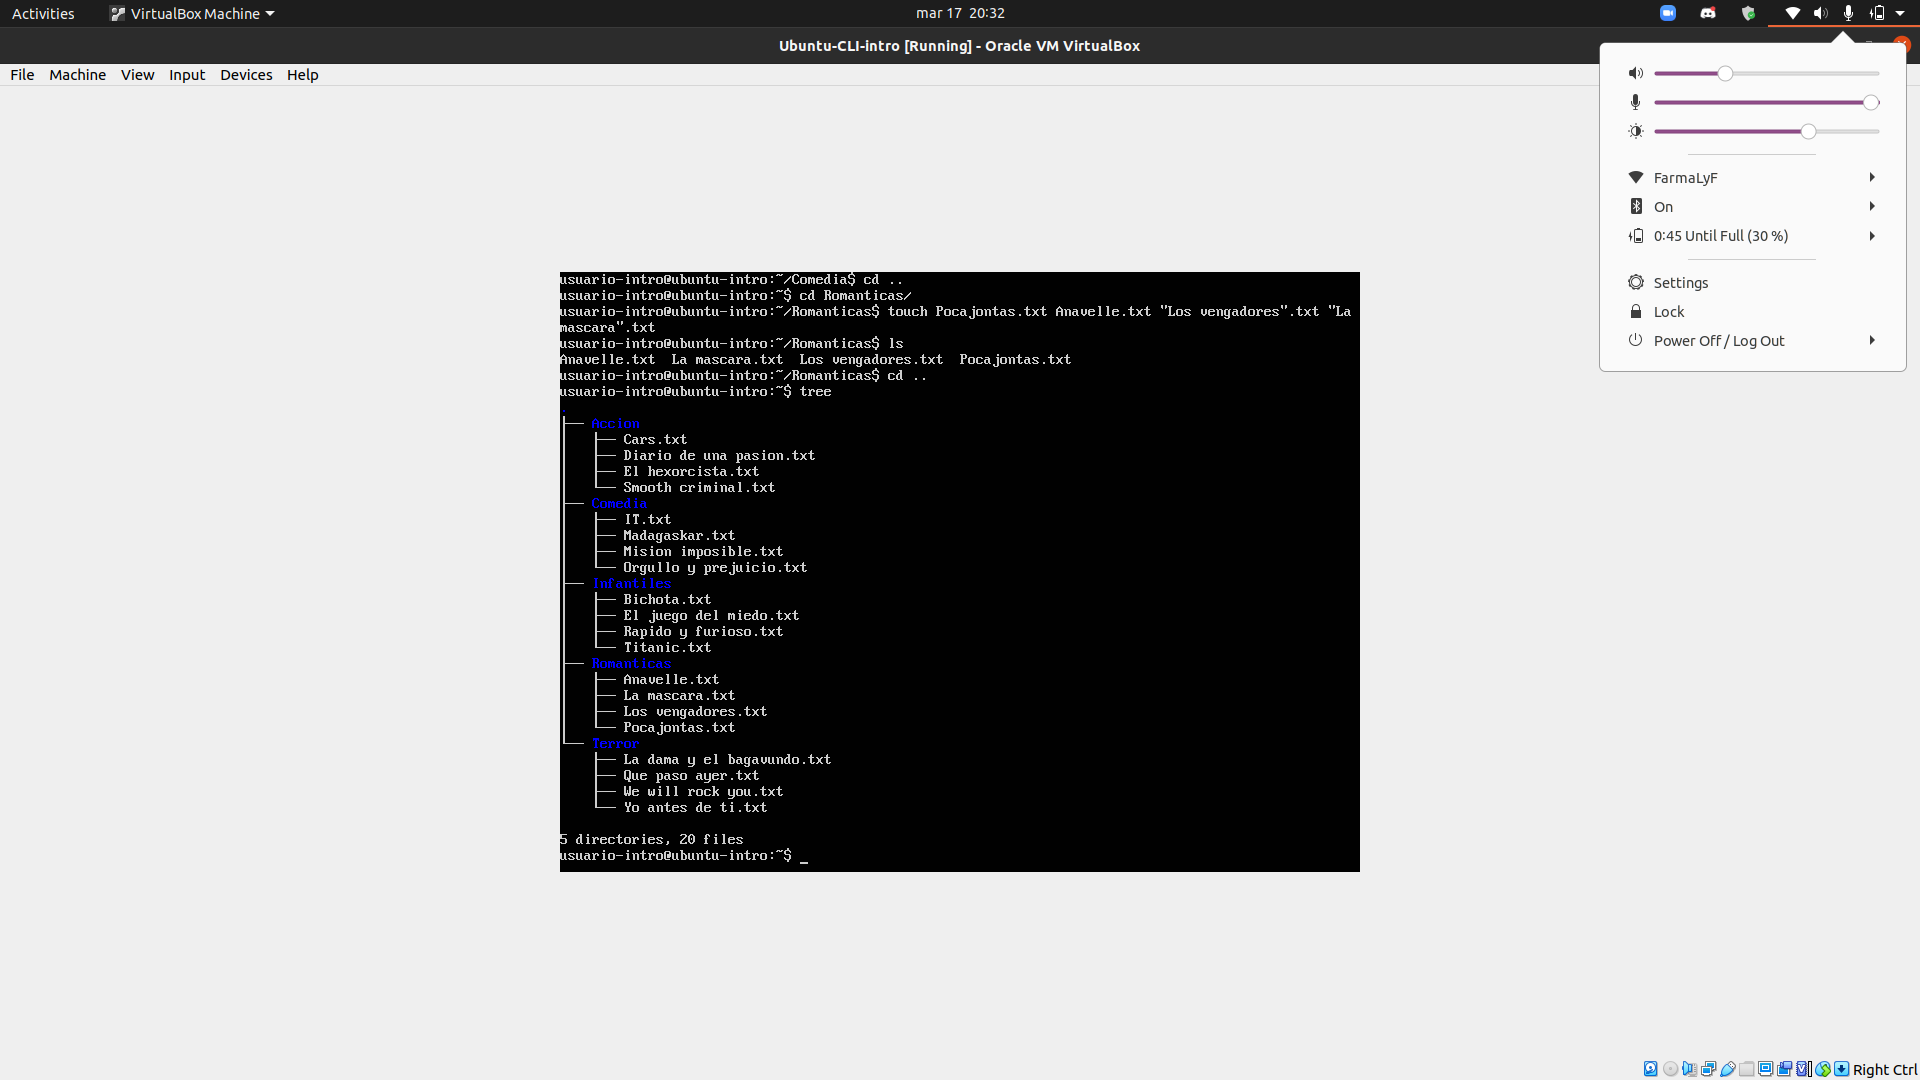 Activities
VirtualBox Machine
mar 17 20:32
Ubuntu-CLI-intro [Running] - Oracle VM VirtualBox
File Machine View Input Devices Help
FarmaLyF
On
0:45 Until Full (30 %)
Settings
Lock
Power Off / Log Out
usuario-intro@ubuntu-intro:~/Comedia$ cd ..
usuario-intro@ubuntu-intro:~$ cd Romanticas/
usuario-intro@ubuntu-intro:~/Romanticas$ touch Pocajontas.txt Anavelle.txt "Los vengadores".txt "La
mascara".txt
usuario-intro@ubuntu-intro:~/Romanticas$ ls
Anavelle.txt  La mascara.txt  Los vengadores.txt  Pocajontas.txt
usuario-intro@ubuntu-intro:~/Romanticas$ cd ..
usuario-intro@ubuntu-intro:~$ tree
.
├── Accion
│   ├── Cars.txt
│   ├── Diario de una pasion.txt
│   ├── El hexorcista.txt
│   └── Smooth criminal.txt
├── Comedia
│   ├── IT.txt
│   ├── Madagaskar.txt
│   ├── Mision imposible.txt
│   └── Orgullo y prejuicio.txt
├── Infantiles
│   ├── Bichota.txt
│   ├── El juego del miedo.txt
│   ├── Rapido y furioso.txt
│   └── Titanic.txt
├── Romanticas
│   ├── Anavelle.txt
│   ├── La mascara.txt
│   ├── Los vengadores.txt
│   └── Pocajontas.txt
└── Terror
    ├── La dama y el bagavundo.txt
    ├── Que paso ayer.txt
    ├── We will rock you.txt
    └── Yo antes de ti.txt
5 directories, 20 files
usuario-intro@ubuntu-intro:~$ _
Right Ctrl